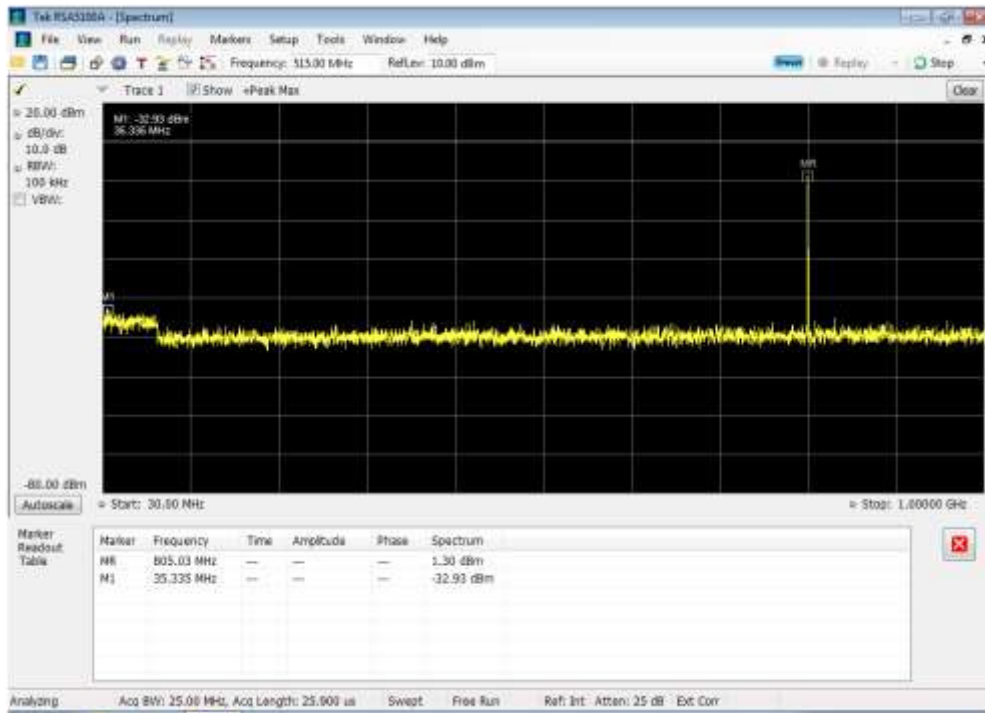 Tek RSA5100A - [Spectrum]
File View Run Replay Markers Setup Tools Window Help
Frequency: 515.00 MHz RefLev: 10.00 dBm Preset Replay Stop
Trace 1 Show +Peak Max Clear
20.00 dBm
dB/div:
10.0 dB
RBW:
100 kHz
VBW:
M1: -32.93 dBm
36.336 MHz
MR
M1
-80.00 dBm
Autoscale Start: 30.00 MHz Stop: 1.00000 GHz
Marker
Readout
Table
Marker Frequency Time Amplitude Phase Spectrum
MR 805.03 MHz --- --- --- 1.30 dBm
M1 35.335 MHz --- --- --- -32.93 dBm
Analyzing Acq BW: 25.00 MHz, Acq Length: 25.900 us Swept Free Run Ref: Int Atten: 25 dB Ext Corr